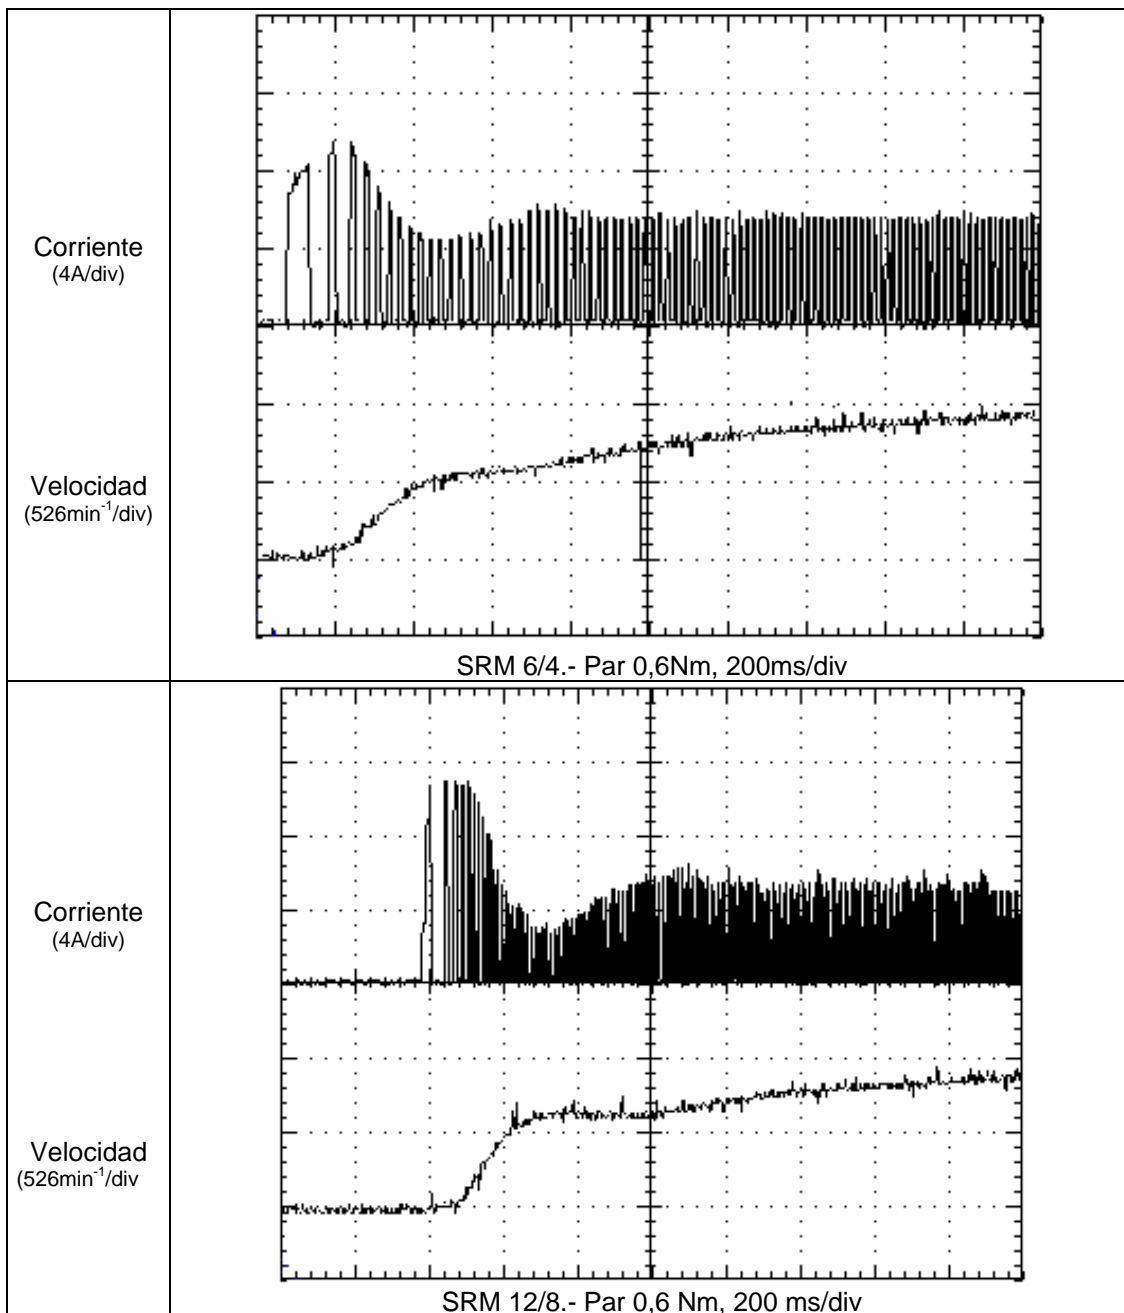 Corriente
(4A/div)
Velocidad
(526min⁻¹/div)
SRM 6/4.- Par 0,6Nm, 200ms/div
Corriente
(4A/div)
Velocidad
(526min⁻¹/div
SRM 12/8.- Par 0,6 Nm, 200 ms/div